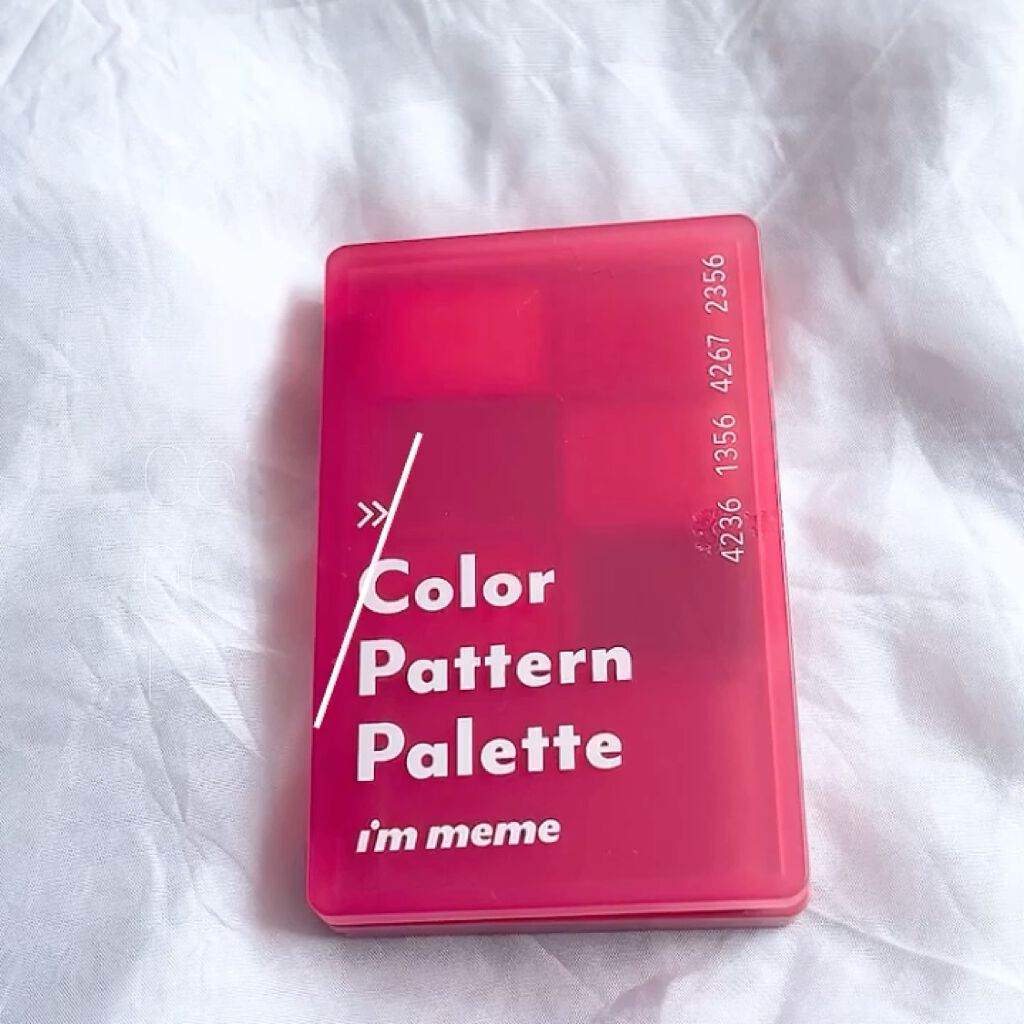 4236 1356 4267 2356
»
Color
Pattern
Palette
i'm meme